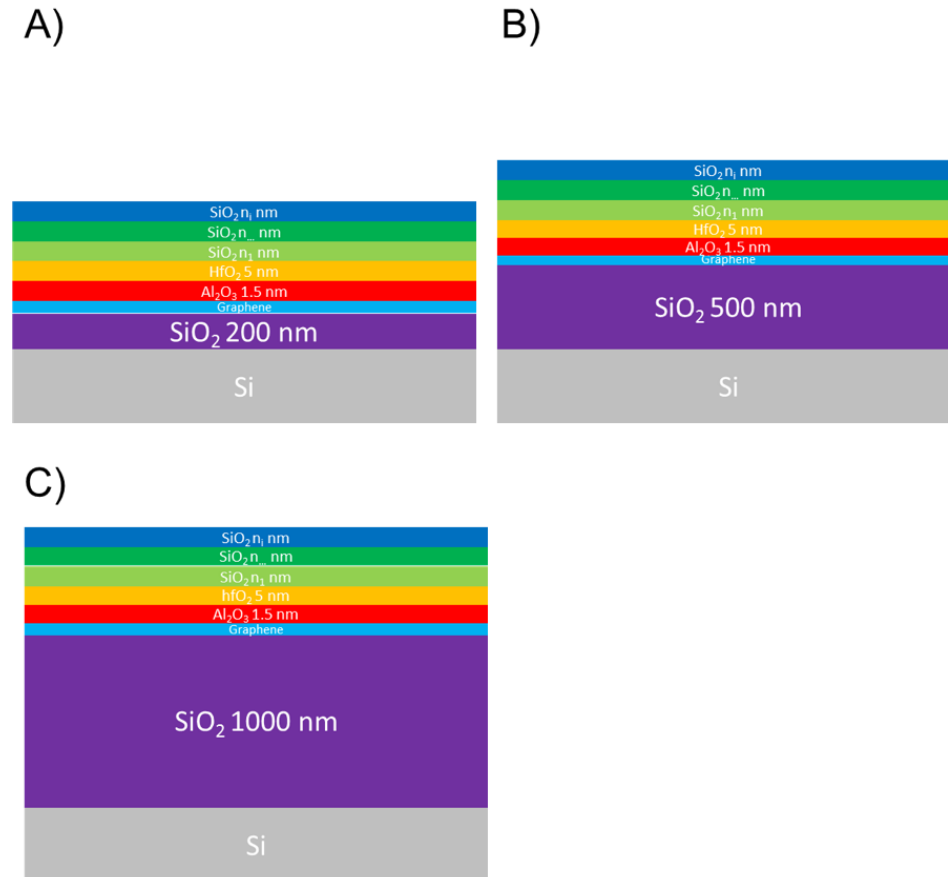 A)
SiO₂ nᵢ nm
SiO₂ n... nm
SiO₂ n₁ nm
HfO₂ 5 nm
Al₂O₃ 1.5 nm
Graphene
SiO₂ 200 nm
Si
B)
SiO₂ nᵢ nm
SiO₂ n... nm
SiO₂ n₁ nm
HfO₂ 5 nm
Al₂O₃ 1.5 nm
Graphene
SiO₂ 500 nm
Si
C)
SiO₂ nᵢ nm
SiO₂ n... nm
SiO₂ n₁ nm
hfO₂ 5 nm
Al₂O₃ 1.5 nm
Graphene
SiO₂ 1000 nm
Si